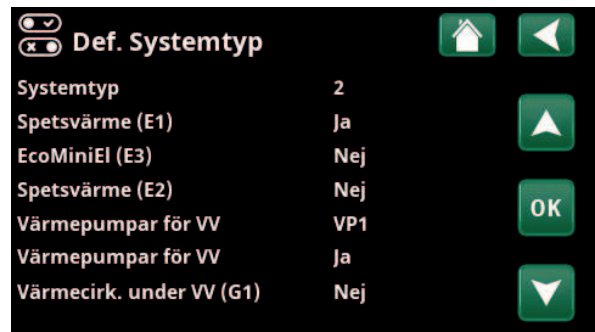 Def. Systemtyp
Systemtyp 2
Spetsvärme (E1) Ja
EcoMiniEl (E3) Nej
Spetsvärme (E2) Nej
Värmepumpar för VV VP1
Värmepumpar för VV Ja
Värmecirk. under VV (G1) Nej
OK